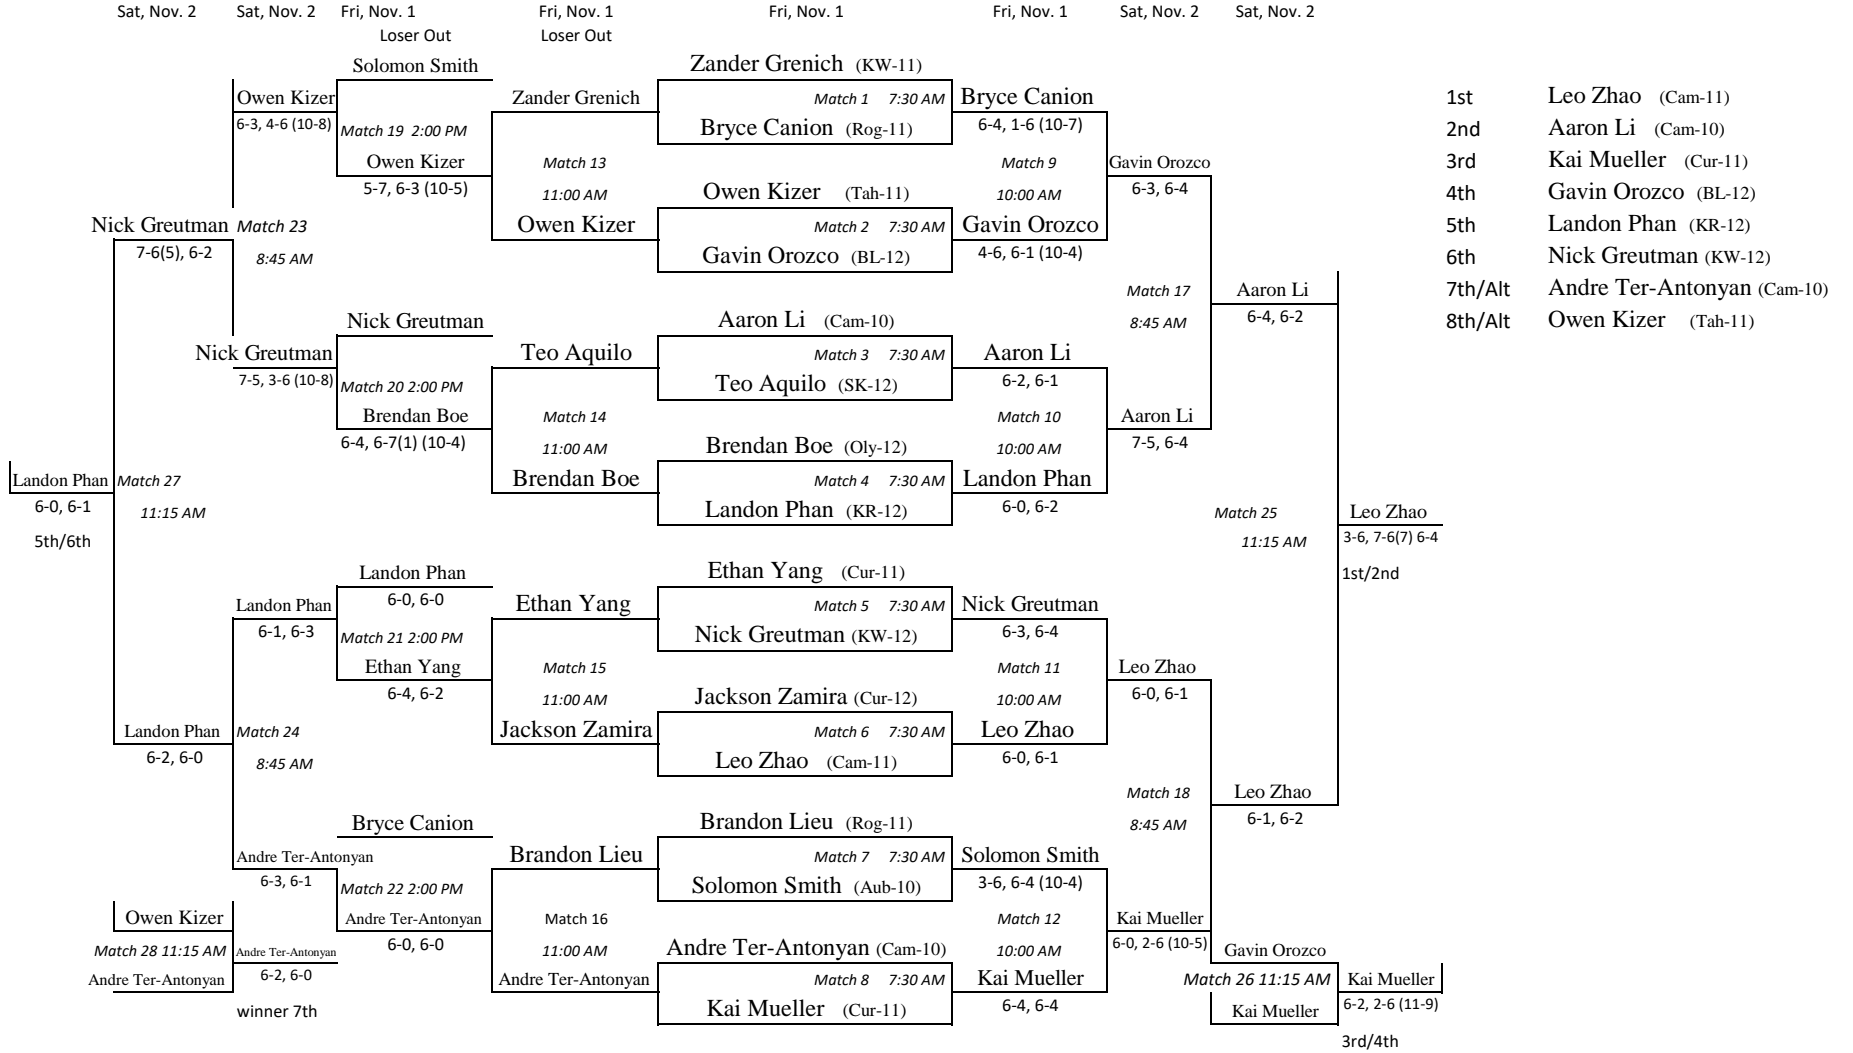 Sat, Nov. 2 Sat, Nov. 2 Fri, Nov. 1 Fri, Nov. 1 Fri, Nov. 1 Fri, Nov. 1 Sat, Nov. 2 Sat, Nov. 2
Loser Out Loser Out
Solomon Smith Zander Grenich (KW-11)
Owen Kizer Zander Grenich Match 1 7:30 AM Bryce Canion 1st Leo Zhao (Cam-11)
6-3, 4-6 (10-8) Match 19 2:00 PM Bryce Canion (Rog-11) 6-4, 1-6 (10-7) 2nd Aaron Li (Cam-10)
Owen Kizer Match 13 Match 9 Gavin Orozco 3rd Kai Mueller (Cur-11)
5-7, 6-3 (10-5) 11:00 AM Owen Kizer (Tah-11) 10:00 AM 6-3, 6-4 4th Gavin Orozco (BL-12)
Nick Greutman Match 23 Owen Kizer Match 2 7:30 AM Gavin Orozco 5th Landon Phan (KR-12)
7-6(5), 6-2 8:45 AM Gavin Orozco (BL-12) 4-6, 6-1 (10-4) 6th Nick Greutman (KW-12)
Match 17 Aaron Li 7th/Alt Andre Ter-Antonyan (Cam-10)
Nick Greutman Aaron Li (Cam-10) 8:45 AM 6-4, 6-2 8th/Alt Owen Kizer (Tah-11)
Nick Greutman Teo Aquilo Match 3 7:30 AM Aaron Li
7-5, 3-6 (10-8) Match 20 2:00 PM Teo Aquilo (SK-12) 6-2, 6-1
Brendan Boe Match 14 Match 10 Aaron Li
6-4, 6-7(1) (10-4) 11:00 AM Brendan Boe (Oly-12) 10:00 AM 7-5, 6-4
Landon Phan Match 27 Brendan Boe Match 4 7:30 AM Landon Phan
6-0, 6-1 11:15 AM Landon Phan (KR-12) 6-0, 6-2 Match 25 Leo Zhao
5th/6th 11:15 AM 3-6, 7-6(7) 6-4
Landon Phan Ethan Yang (Cur-11) 1st/2nd
Landon Phan 6-0, 6-0 Ethan Yang Match 5 7:30 AM Nick Greutman
6-1, 6-3 Match 21 2:00 PM Nick Greutman (KW-12) 6-3, 6-4
Ethan Yang Match 15 Match 11 Leo Zhao
6-4, 6-2 11:00 AM Jackson Zamira (Cur-12) 10:00 AM 6-0, 6-1
Landon Phan Match 24 Jackson Zamira Match 6 7:30 AM Leo Zhao
6-2, 6-0 8:45 AM Leo Zhao (Cam-11) 6-0, 6-1
Match 18 Leo Zhao
Bryce Canion Brandon Lieu (Rog-11) 8:45 AM 6-1, 6-2
Andre Ter-Antonyan Brandon Lieu Match 7 7:30 AM Solomon Smith
6-3, 6-1 Match 22 2:00 PM Solomon Smith (Aub-10) 3-6, 6-4 (10-4)
Owen Kizer Andre Ter-Antonyan Match 16 Match 12 Kai Mueller
Match 28 11:15 AM Andre Ter-Antonyan 6-0, 6-0 11:00 AM Andre Ter-Antonyan (Cam-10) 10:00 AM 6-0, 2-6 (10-5) Gavin Orozco
Andre Ter-Antonyan 6-2, 6-0 Andre Ter-Antonyan Match 8 7:30 AM Kai Mueller Match 26 11:15 AM Kai Mueller
winner 7th Kai Mueller (Cur-11) 6-4, 6-4 Kai Mueller 6-2, 2-6 (11-9)
3rd/4th